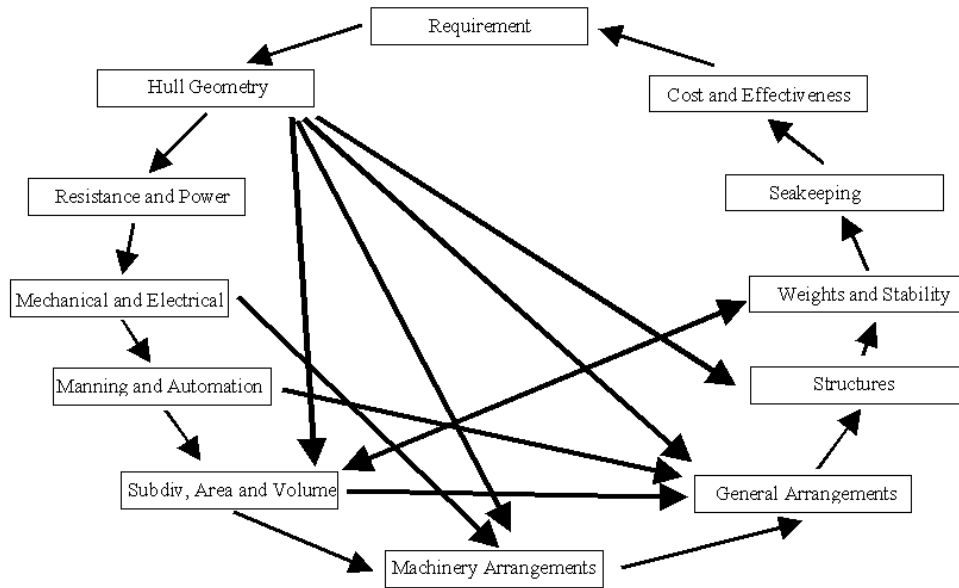 Requirement
Hull Geometry
Cost and Effectiveness
Resistance and Power
Seakeeping
Mechanical and Electrical
Weights and Stability
Manning and Automation
Structures
Subdiv, Area and Volume
General Arrangements
Machinery Arrangements